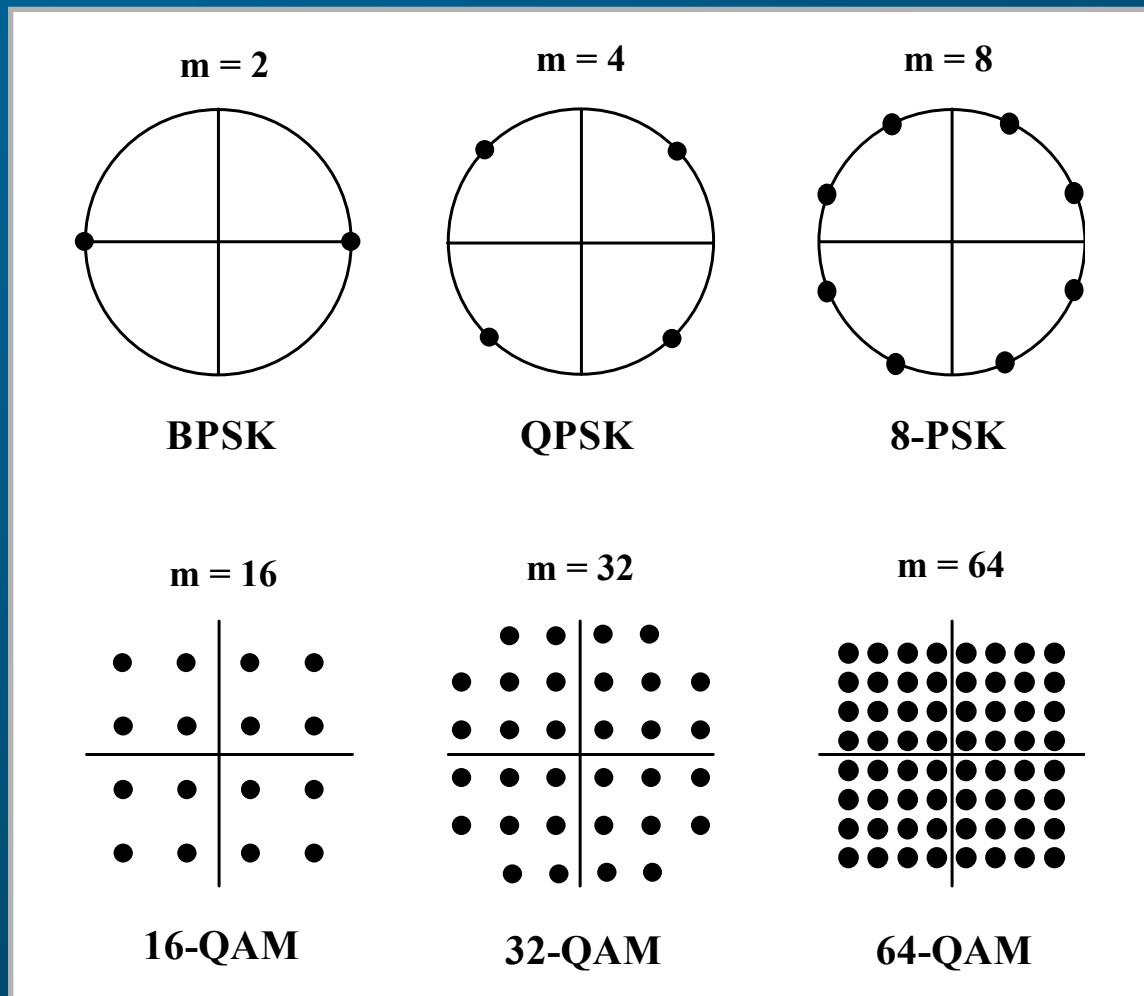 m = 2
m = 4
m = 8
BPSK
QPSK
8-PSK
m = 16
m = 32
m = 64
16-QAM
32-QAM
64-QAM